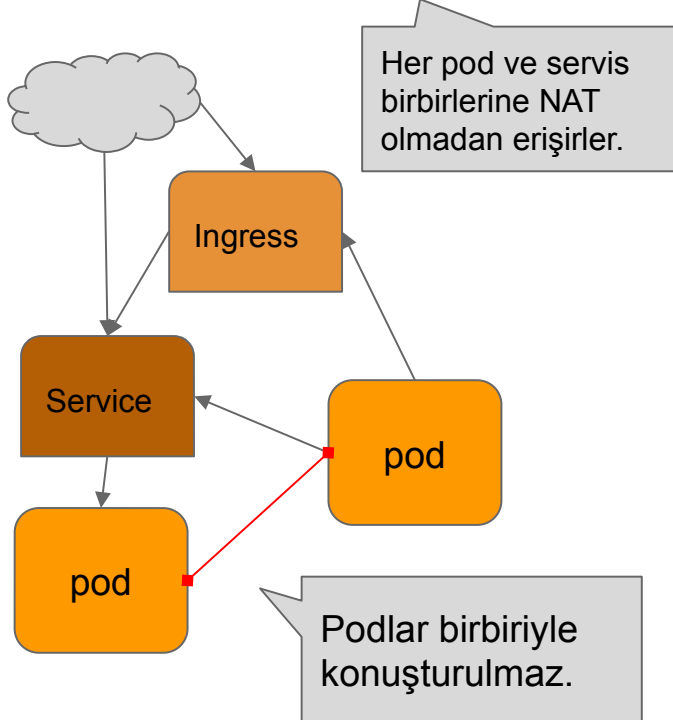 Her pod ve servis
birbirlerine NAT
olmadan erişirler.
Ingress
Service
pod
pod
Podlar birbiriyle
konuşturulmaz.